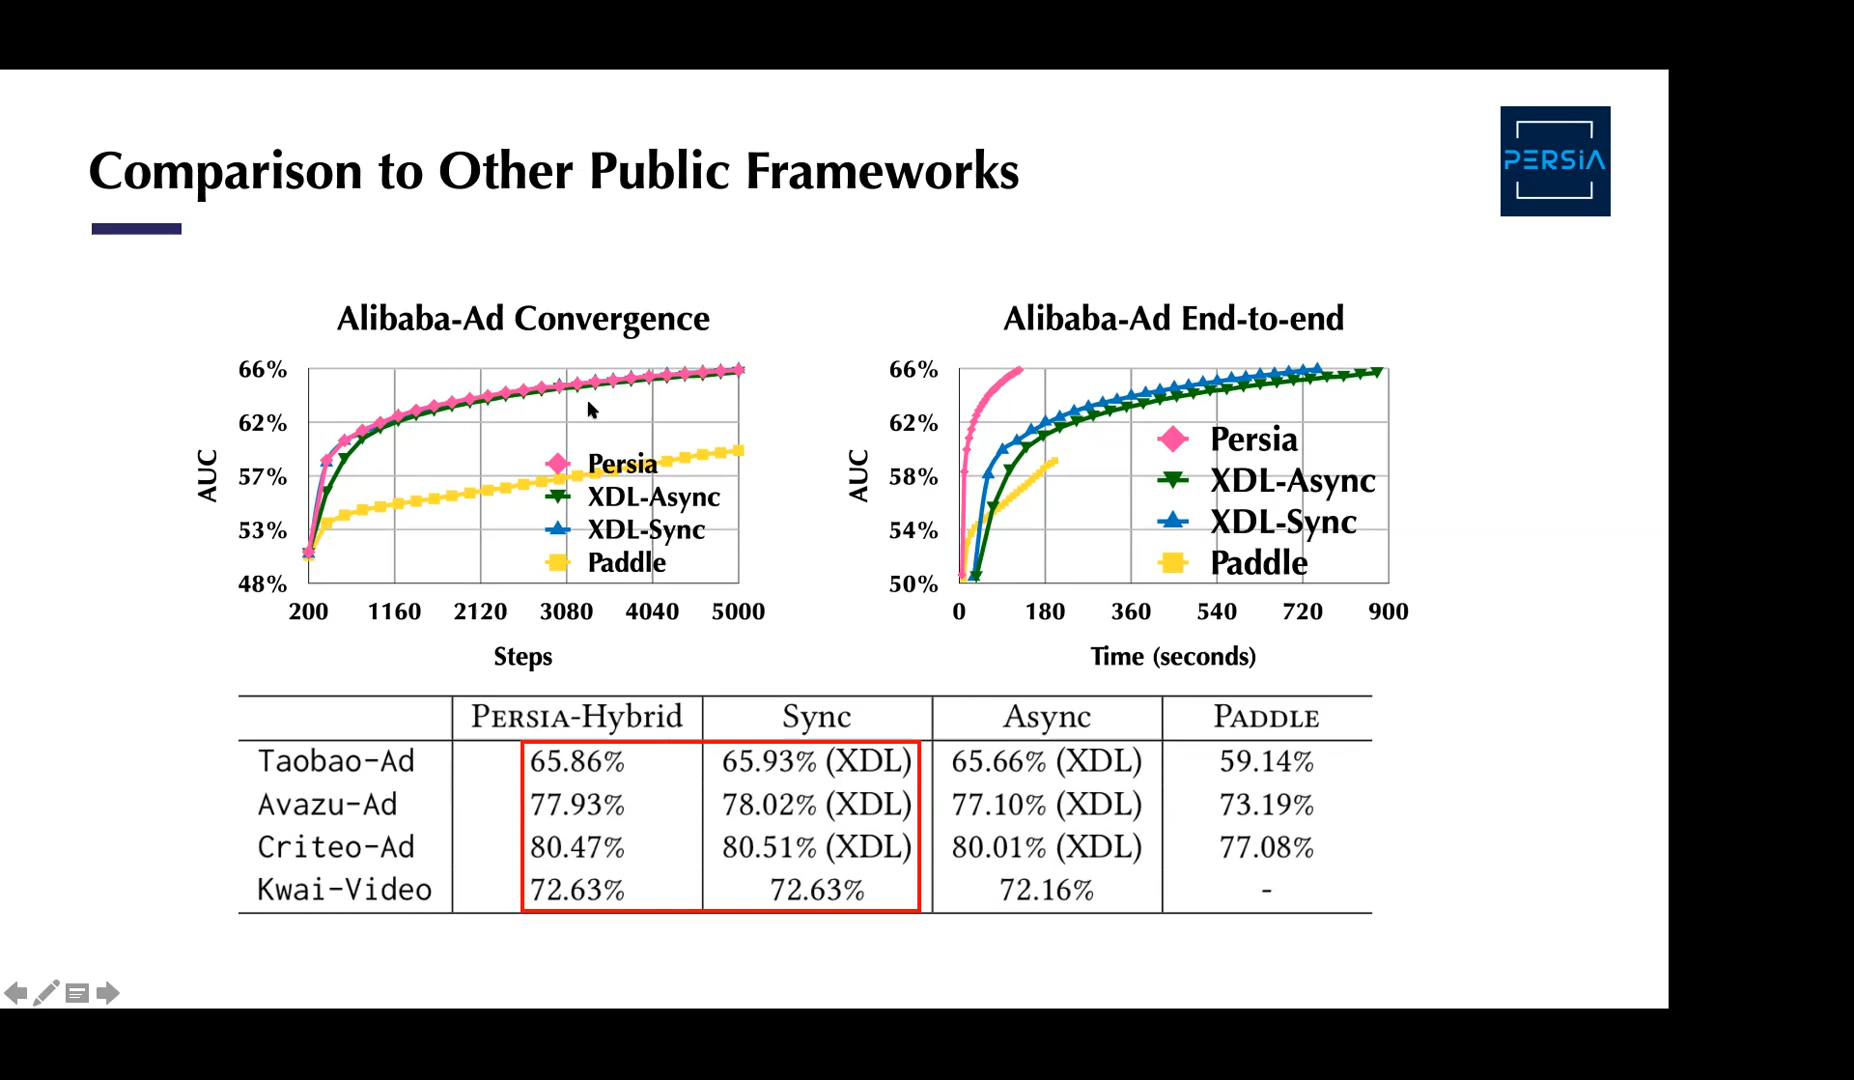 Comparison to Other Public Frameworks
PERSiA
Alibaba-Ad Convergence
66%
62%
57%
53%
48%
AUC
200 1160 2120 3080 4040 5000
Steps
Persia
XDL-Async
XDL-Sync
Paddle
Alibaba-Ad End-to-end
66%
62%
58%
54%
50%
AUC
0 180 360 540 720 900
Time (seconds)
Persia
XDL-Async
XDL-Sync
Paddle
PERSIA-Hybrid Sync Async PADDLE
Taobao-Ad 65.86% 65.93% (XDL) 65.66% (XDL) 59.14%
Avazu-Ad 77.93% 78.02% (XDL) 77.10% (XDL) 73.19%
Criteo-Ad 80.47% 80.51% (XDL) 80.01% (XDL) 77.08%
Kwai-Video 72.63% 72.63% 72.16% -